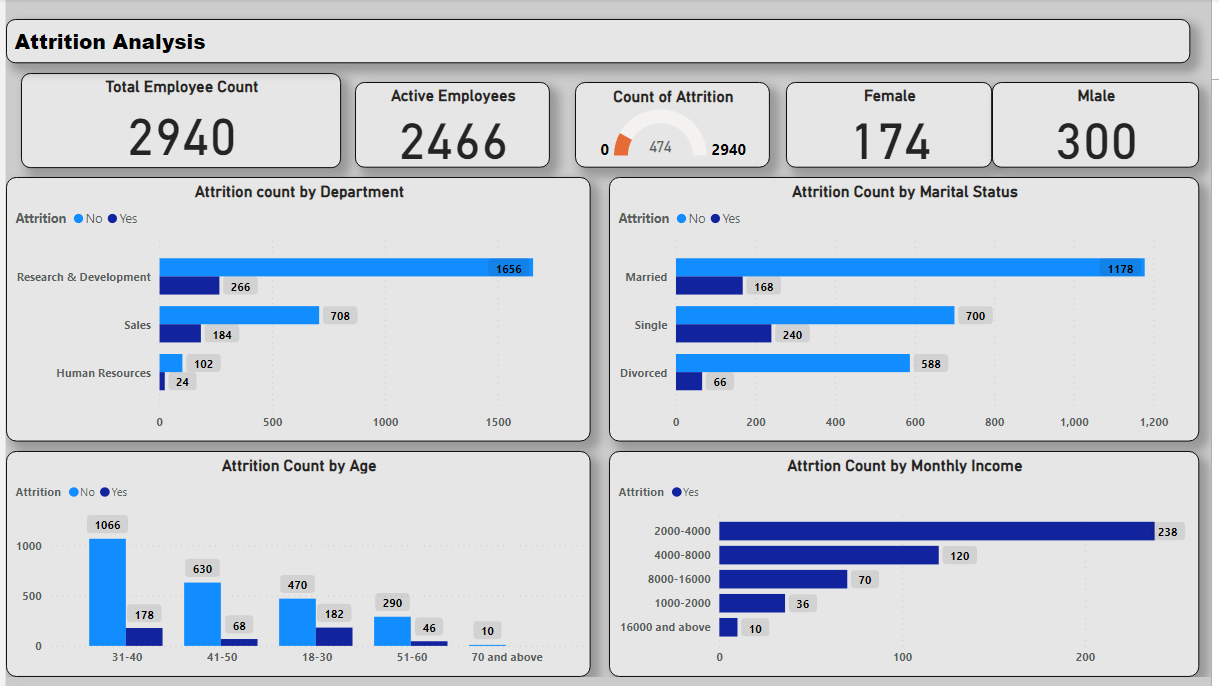 Attrition Analysis
Total Employee Count
2940
Active Employees
2466
Count of Attrition
0 474 2940
Female
174
Mlale
300
Attrition count by Department
Attrition No Yes
Research & Development 1656
266
Sales 708
184
Human Resources 102
24
0 500 1000 1500
Attrition Count by Marital Status
Attrition No Yes
Married 1178
168
Single 700
240
Divorced 588
66
0 200 400 600 800 1,000 1,200
Attrition Count by Age
Attrition No Yes
1000
500
0
1066 178
630 68
470 182
290 46
10
31-40 41-50 18-30 51-60 70 and above
Attrtion Count by Monthly Income
Attrition Yes
2000-4000 238
4000-8000 120
8000-16000 70
1000-2000 36
16000 and above 10
0 100 200